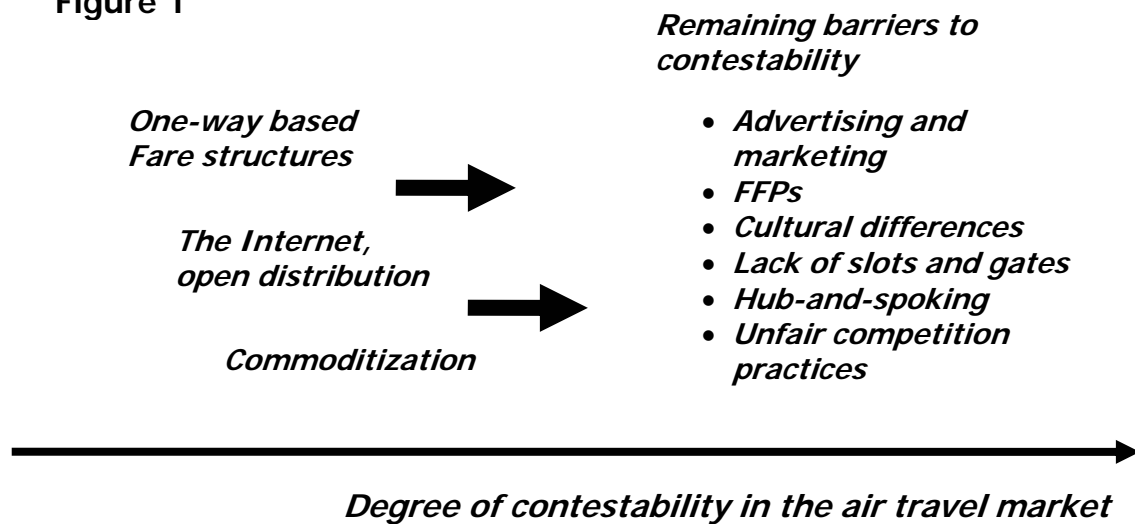 Figure 1
Remaining barriers to
contestability
One-way based
Fare structures
The Internet,
open distribution
Commoditization
• Advertising and
marketing
• FFPs
• Cultural differences
• Lack of slots and gates
• Hub-and-spoking
• Unfair competition
practices
Degree of contestability in the air travel market